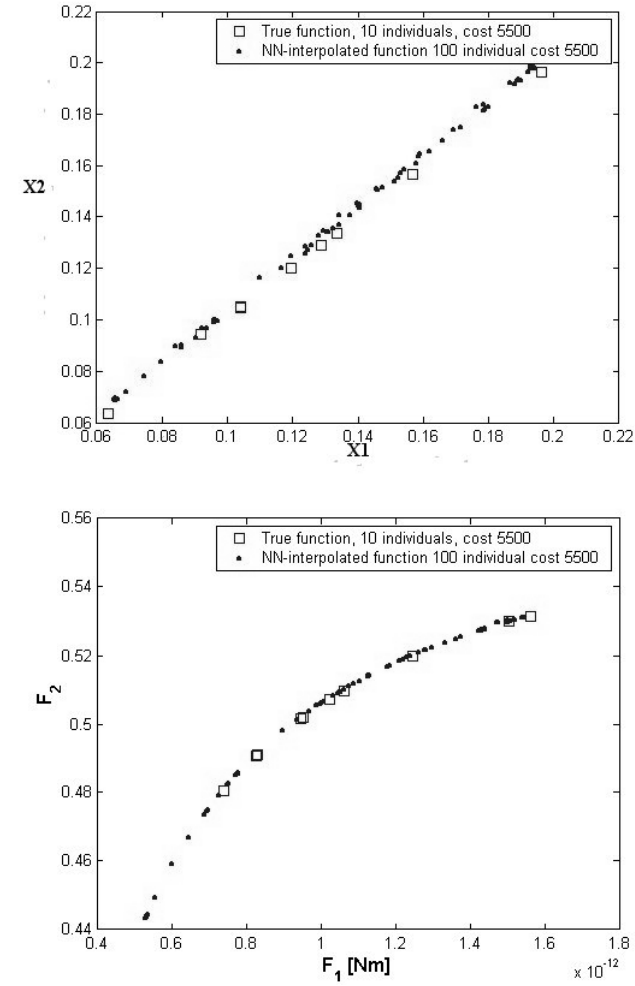 0.22
True function, 10 individuals, cost 5500
NN-interpolated function 100 individual cost 5500
0.2
0.18
0.16
X2
0.14
0.12
0.1
0.08
0.06
0.06 0.08 0.1 0.12 0.14 0.16 0.18 0.2 0.22
X1
0.56
True function, 10 individuals, cost 5500
NN-interpolated function 100 individual cost 5500
0.54
0.52
F2
0.5
0.48
0.46
0.44
0.4 0.6 0.8 1 1.2 1.4 1.6 1.8
F1 [Nm]
x 10-12